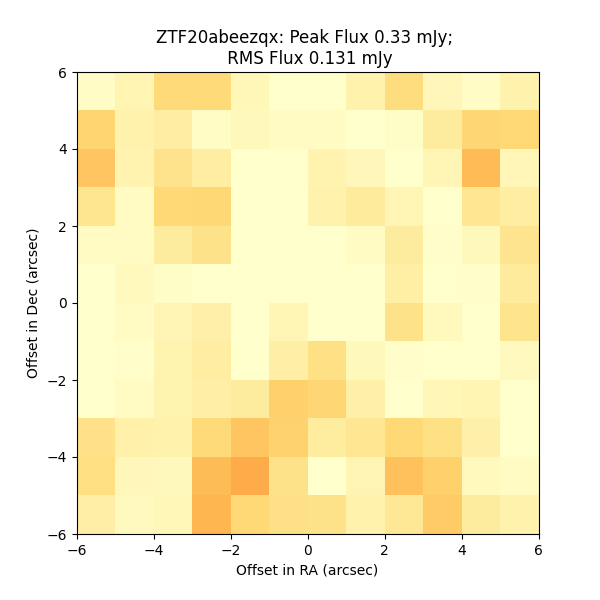 ZTF20abeezqx: Peak Flux 0.33 mJy;
RMS Flux 0.131 mJy
6
4
2
0
−2
−4
−6
Offset in Dec (arcsec)
−6 −4 −2 0 2 4 6
Offset in RA (arcsec)